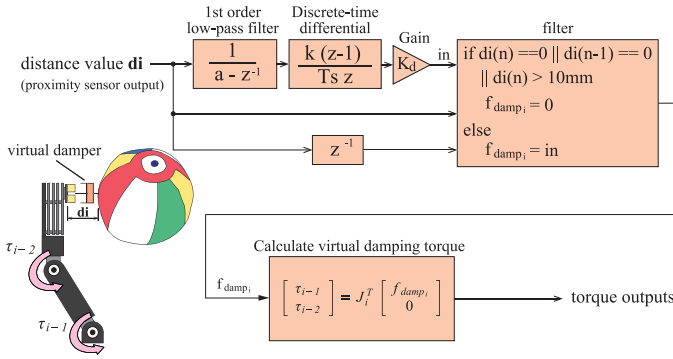 1st order
low-pass filter
Discrete-time
differential
Gain
filter
distance value di
(proximity sensor output)
1
a - z⁻¹
k (z-1)
Ts z
K_d
in
if di(n) ==0 || di(n-1) == 0
|| di(n) > 10mm
f_damp_i = 0
else
f_damp_i = in
z⁻¹
virtual damper
di
τ_i−2
τ_i−1
Calculate virtual damping torque
f_damp_i
[ τ_i−1 τ_i−2 ] = J_i^T [ f_damp_i 0 ]
torque outputs